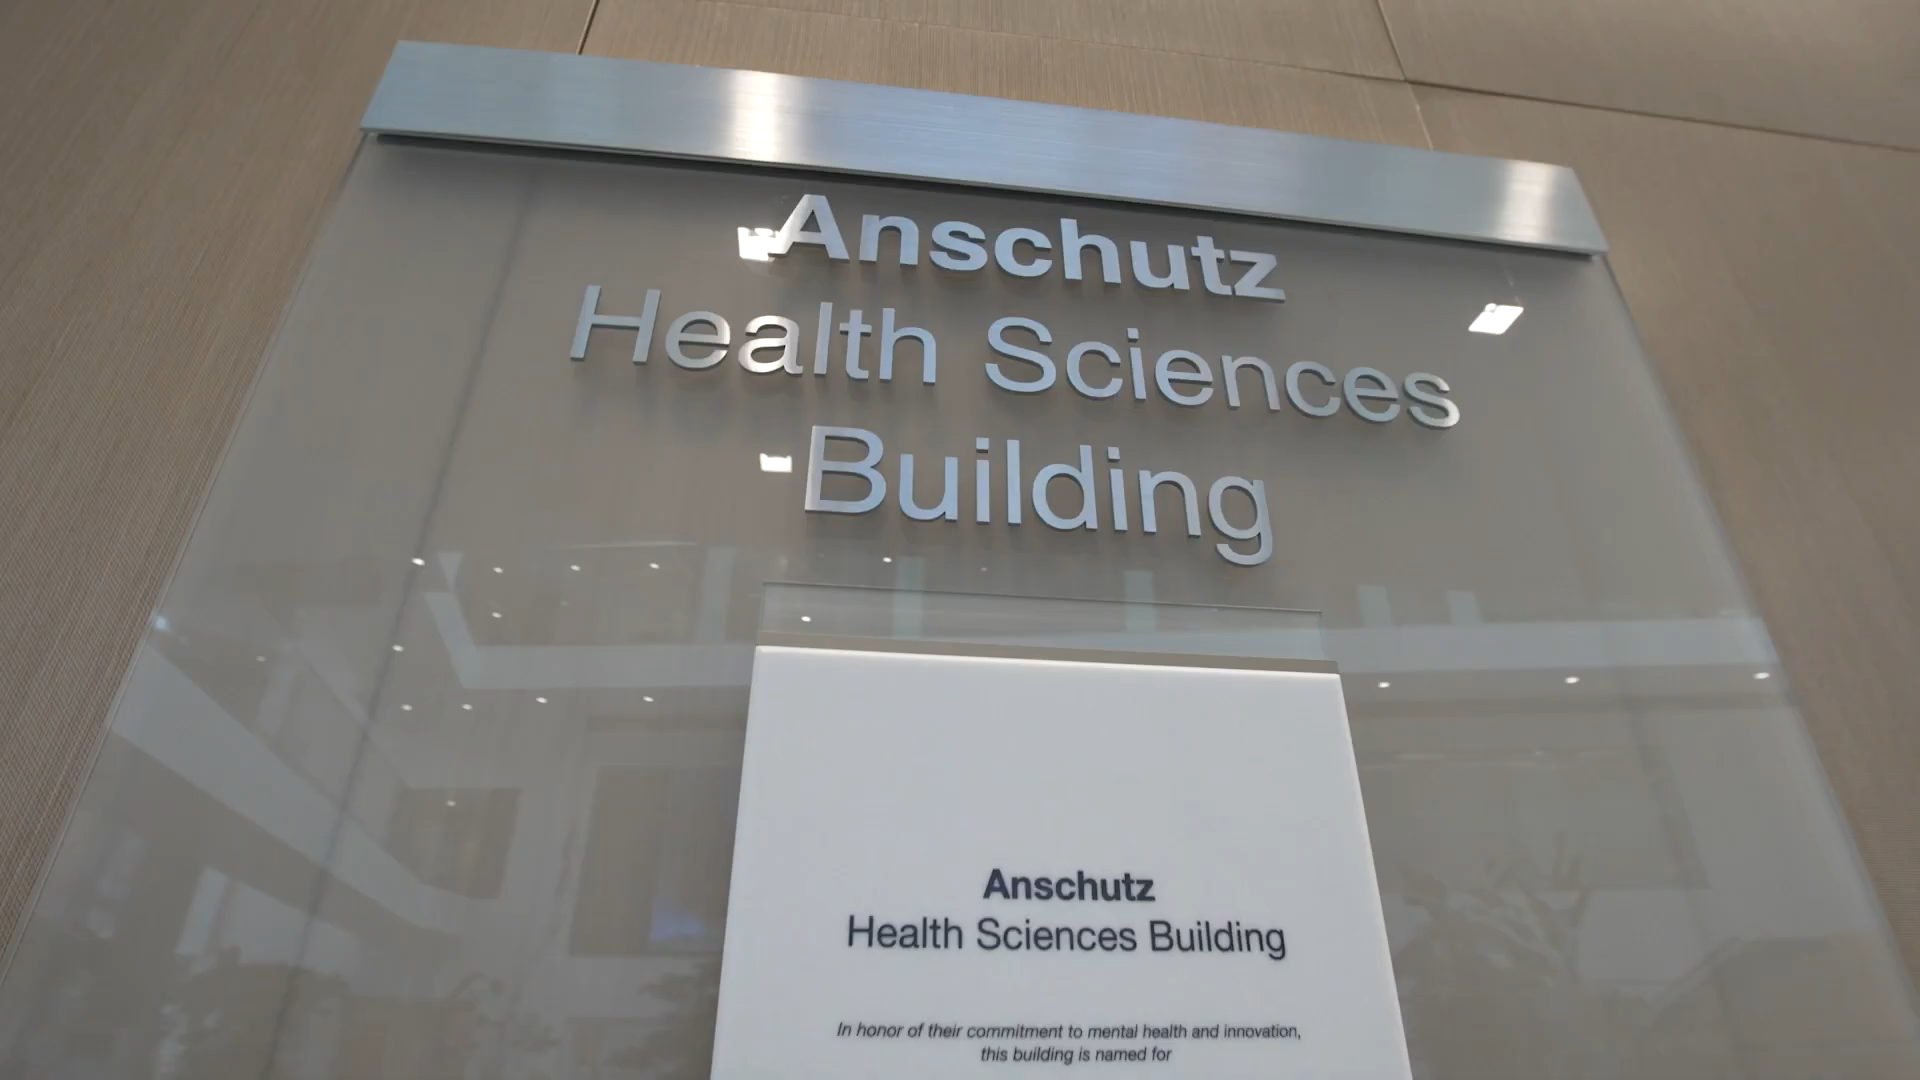 Anschutz
Health Sciences
Building
Anschutz
Health Sciences Building
In honor of their commitment to mental health and innovation,
this building is named for